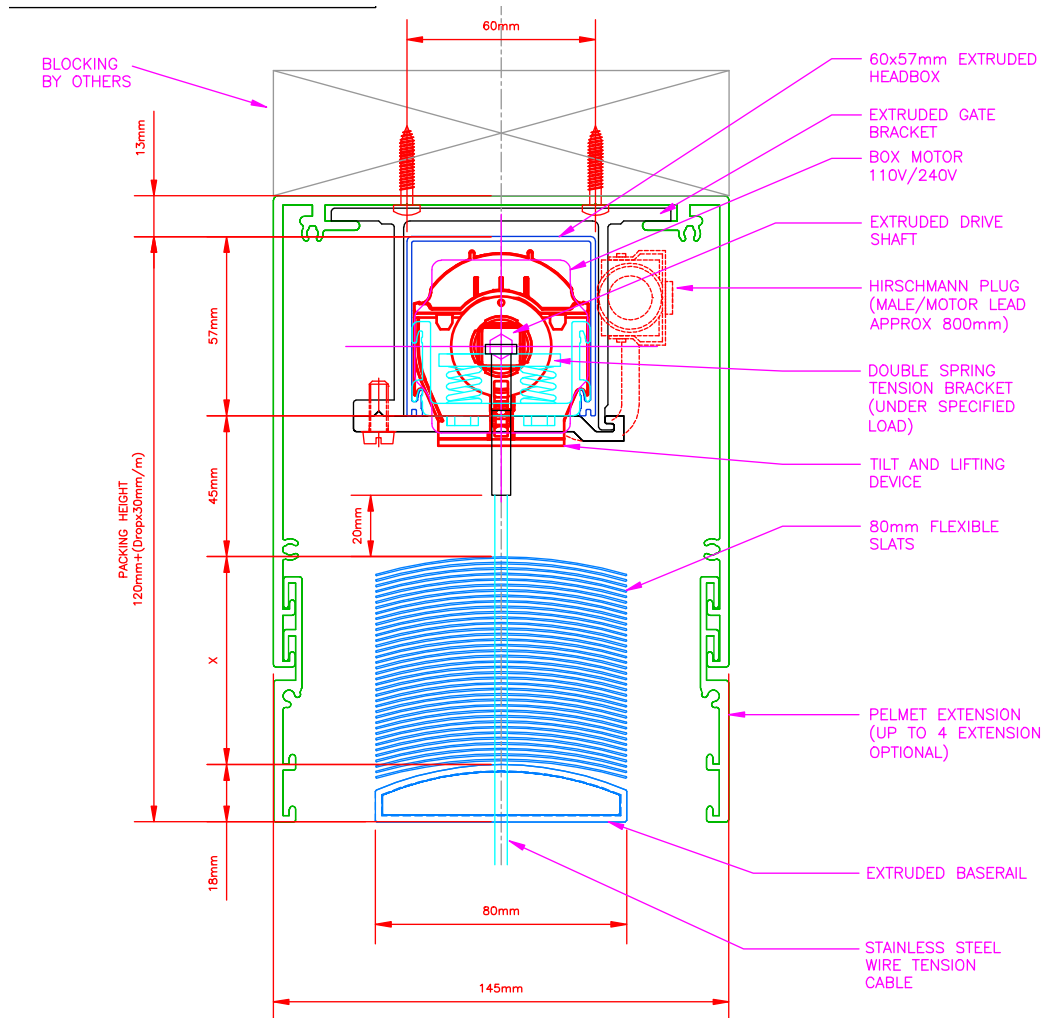 60mm
BLOCKING
BY OTHERS
60x57mm EXTRUDED
HEADBOX
EXTRUDED GATE
BRACKET
13mm
BOX MOTOR
110V/240V
EXTRUDED DRIVE
SHAFT
HIRSCHMANN PLUG
(MALE/MOTOR LEAD
APPROX 800mm)
57mm
DOUBLE SPRING
TENSION BRACKET
(UNDER SPECIFIED
LOAD)
TILT AND LIFTING
DEVICE
45mm
20mm
80mm FLEXIBLE
SLATS
PACKING HEIGHT
120mm+(Dropx30mm/m)
X
PELMET EXTENSION
(UP TO 4 EXTENSION
OPTIONAL)
18mm
EXTRUDED BASERAIL
80mm
STAINLESS STEEL
WIRE TENSION
CABLE
145mm